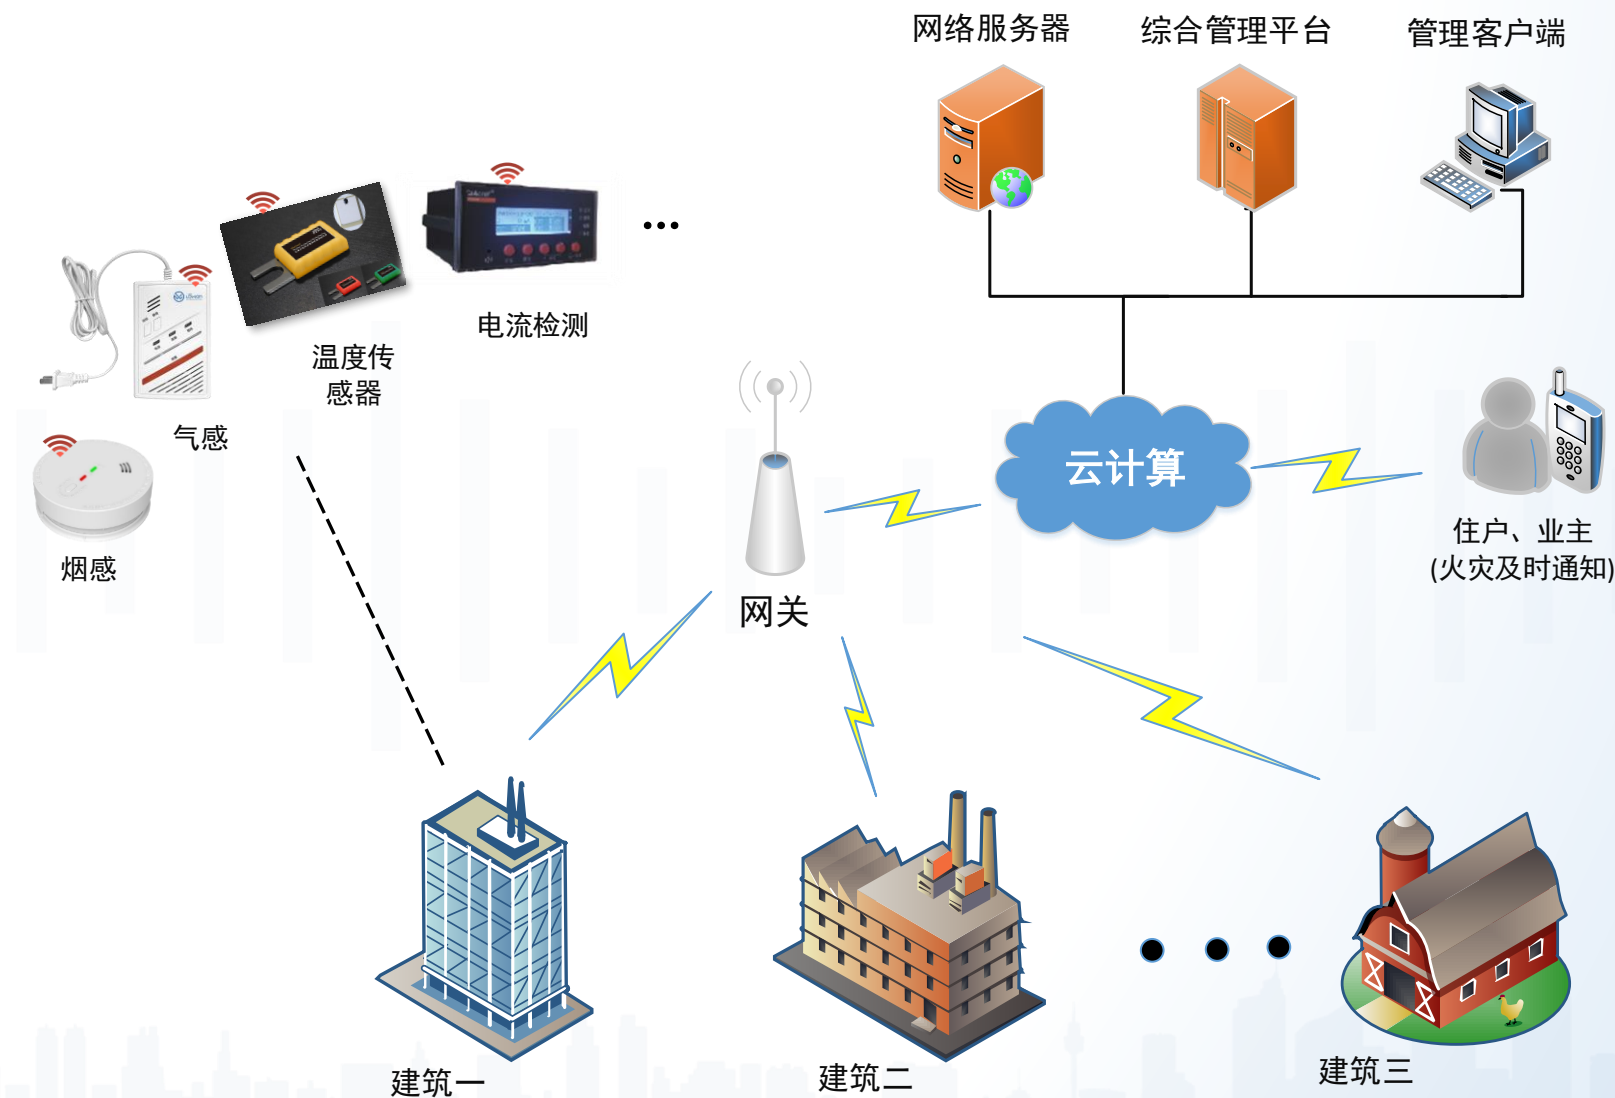 网络服务器
综合管理平台
管理客户端
电流检测
温度传
感器
气感
烟感
云计算
网关
住户、业主
(火灾及时通知)
建筑一
建筑二
建筑三